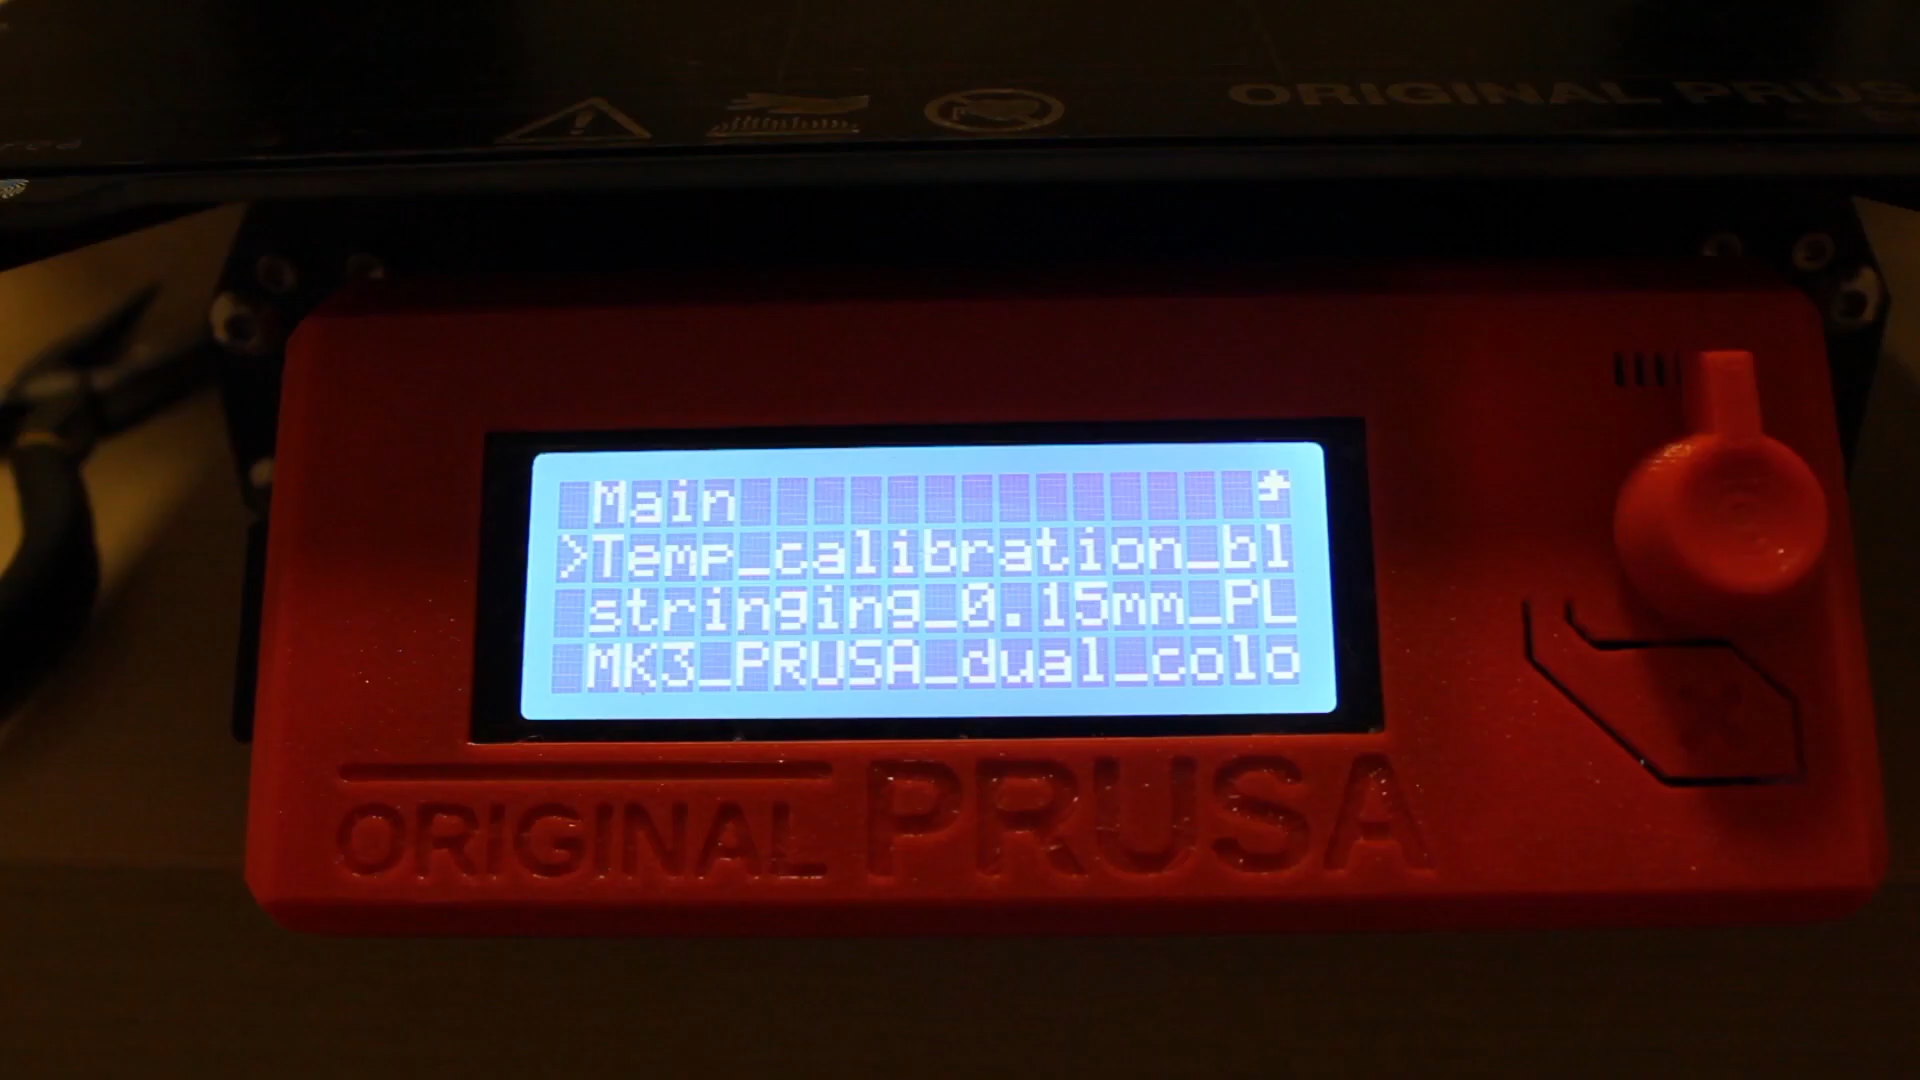 ORIGINAL PRUS
Main
>Temp_calibration_bl
stringing_0.15mm_PL
MK3_PRUSA_dual_colo
ORIGINAL PRUSA